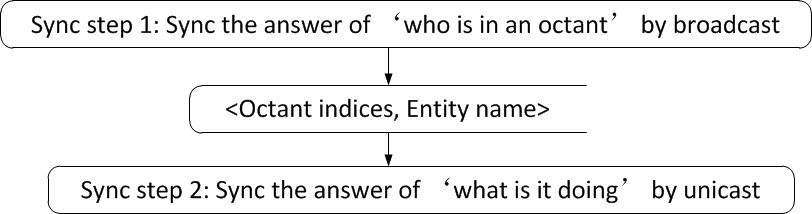 Sync step 1: Sync the answer of ‘who is in an octant’ by broadcast
<Octant indices, Entity name>
Sync step 2: Sync the answer of ‘what is it doing’ by unicast